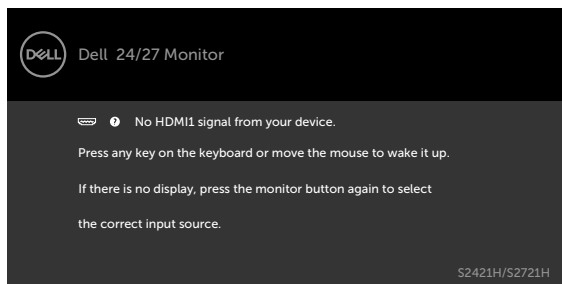 DELL
Dell 24/27 Monitor
No HDMI1 signal from your device.
Press any key on the keyboard or move the mouse to wake it up.
If there is no display, press the monitor button again to select
the correct input source.
S2421H/S2721H